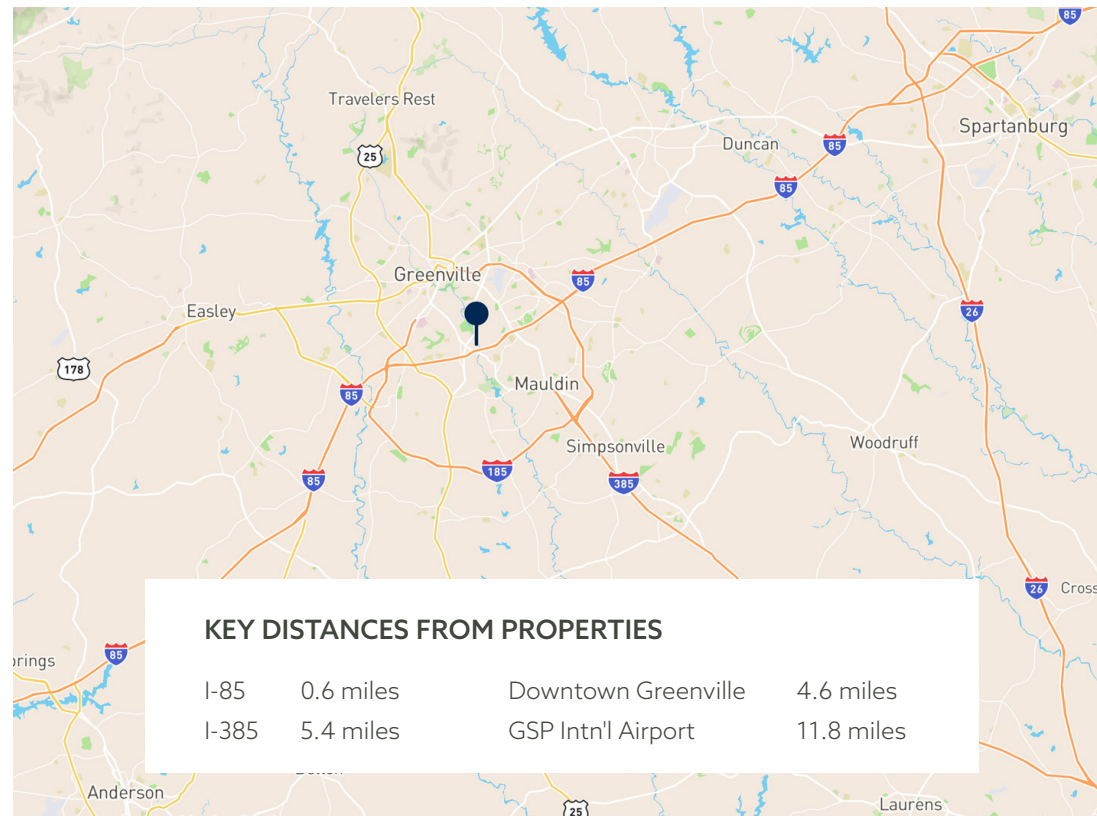 85
Travelers Rest
Spartanburg
Duncan
85
25
85
Greenville
85
Easley
26
178
Mauldin
85
Woodruff
Simpsonville
185
85
385
26
Cross
KEY DISTANCES FROM PROPERTIES
prings
85
I-85 0.6 miles Downtown Greenville 4.6 miles
I-385 5.4 miles GSP Intn'l Airport 11.8 miles
Anderson
25
Laurens